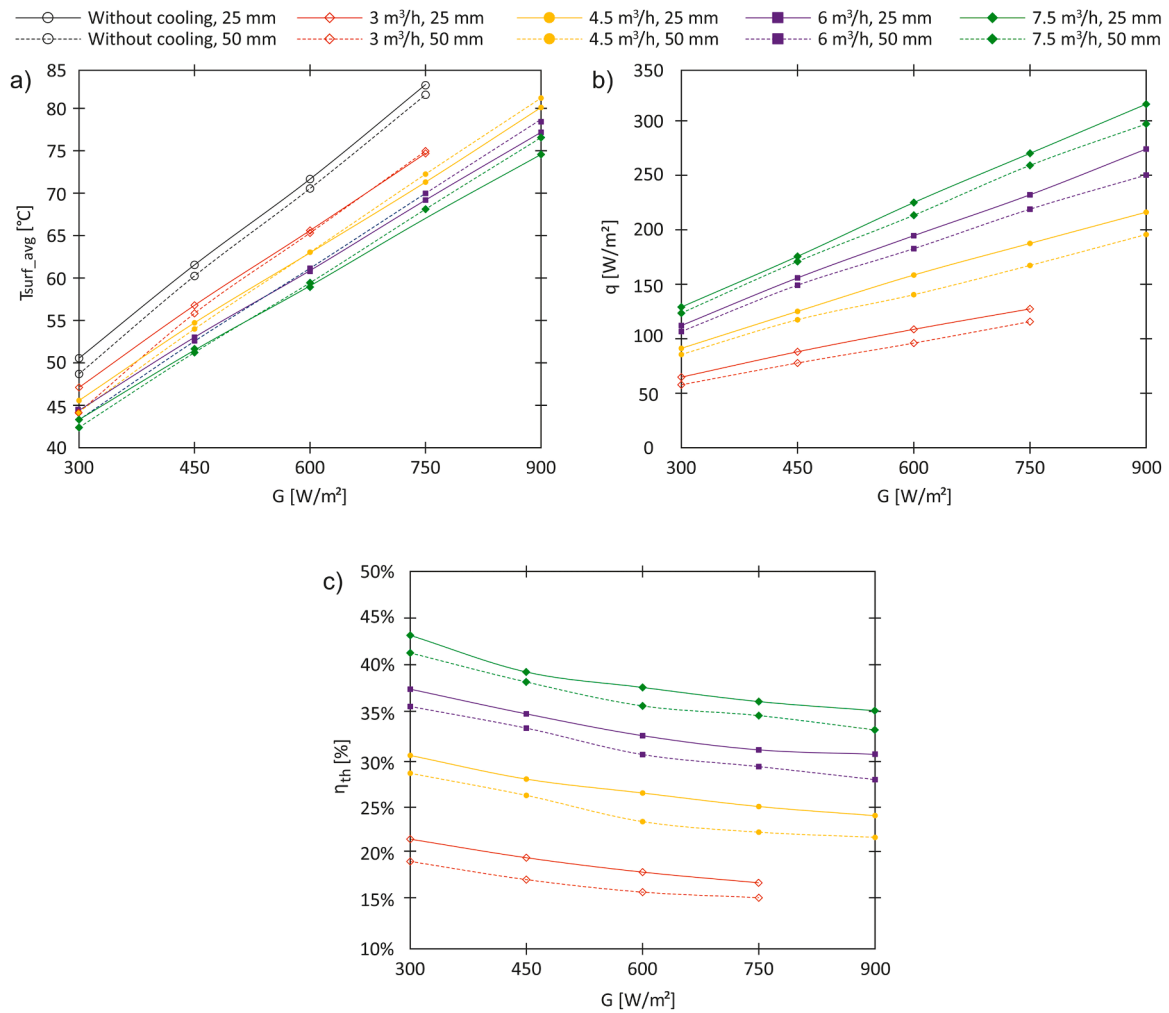 Without cooling, 25 mm 3 m³/h, 25 mm 4.5 m³/h, 25 mm 6 m³/h, 25 mm 7.5 m³/h, 25 mm
Without cooling, 50 mm 3 m³/h, 50 mm 4.5 m³/h, 50 mm 6 m³/h, 50 mm 7.5 m³/h, 50 mm
a)
Tsurf_avg [°C]
85
80
75
70
65
60
55
50
45
40
300 450 600 750 900
G [W/m²]
b)
q [W/m²]
350
300
250
200
150
100
50
0
300 450 600 750 900
G [W/m²]
c)
ηth [%]
50%
45%
40%
35%
30%
25%
20%
15%
10%
300 450 600 750 900
G [W/m²]